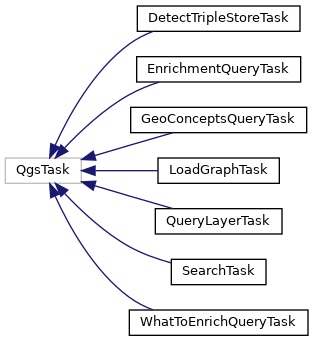 DetectTripleStoreTask
EnrichmentQueryTask
GeoConceptsQueryTask
QgsTask
LoadGraphTask
QueryLayerTask
SearchTask
WhatToEnrichQueryTask